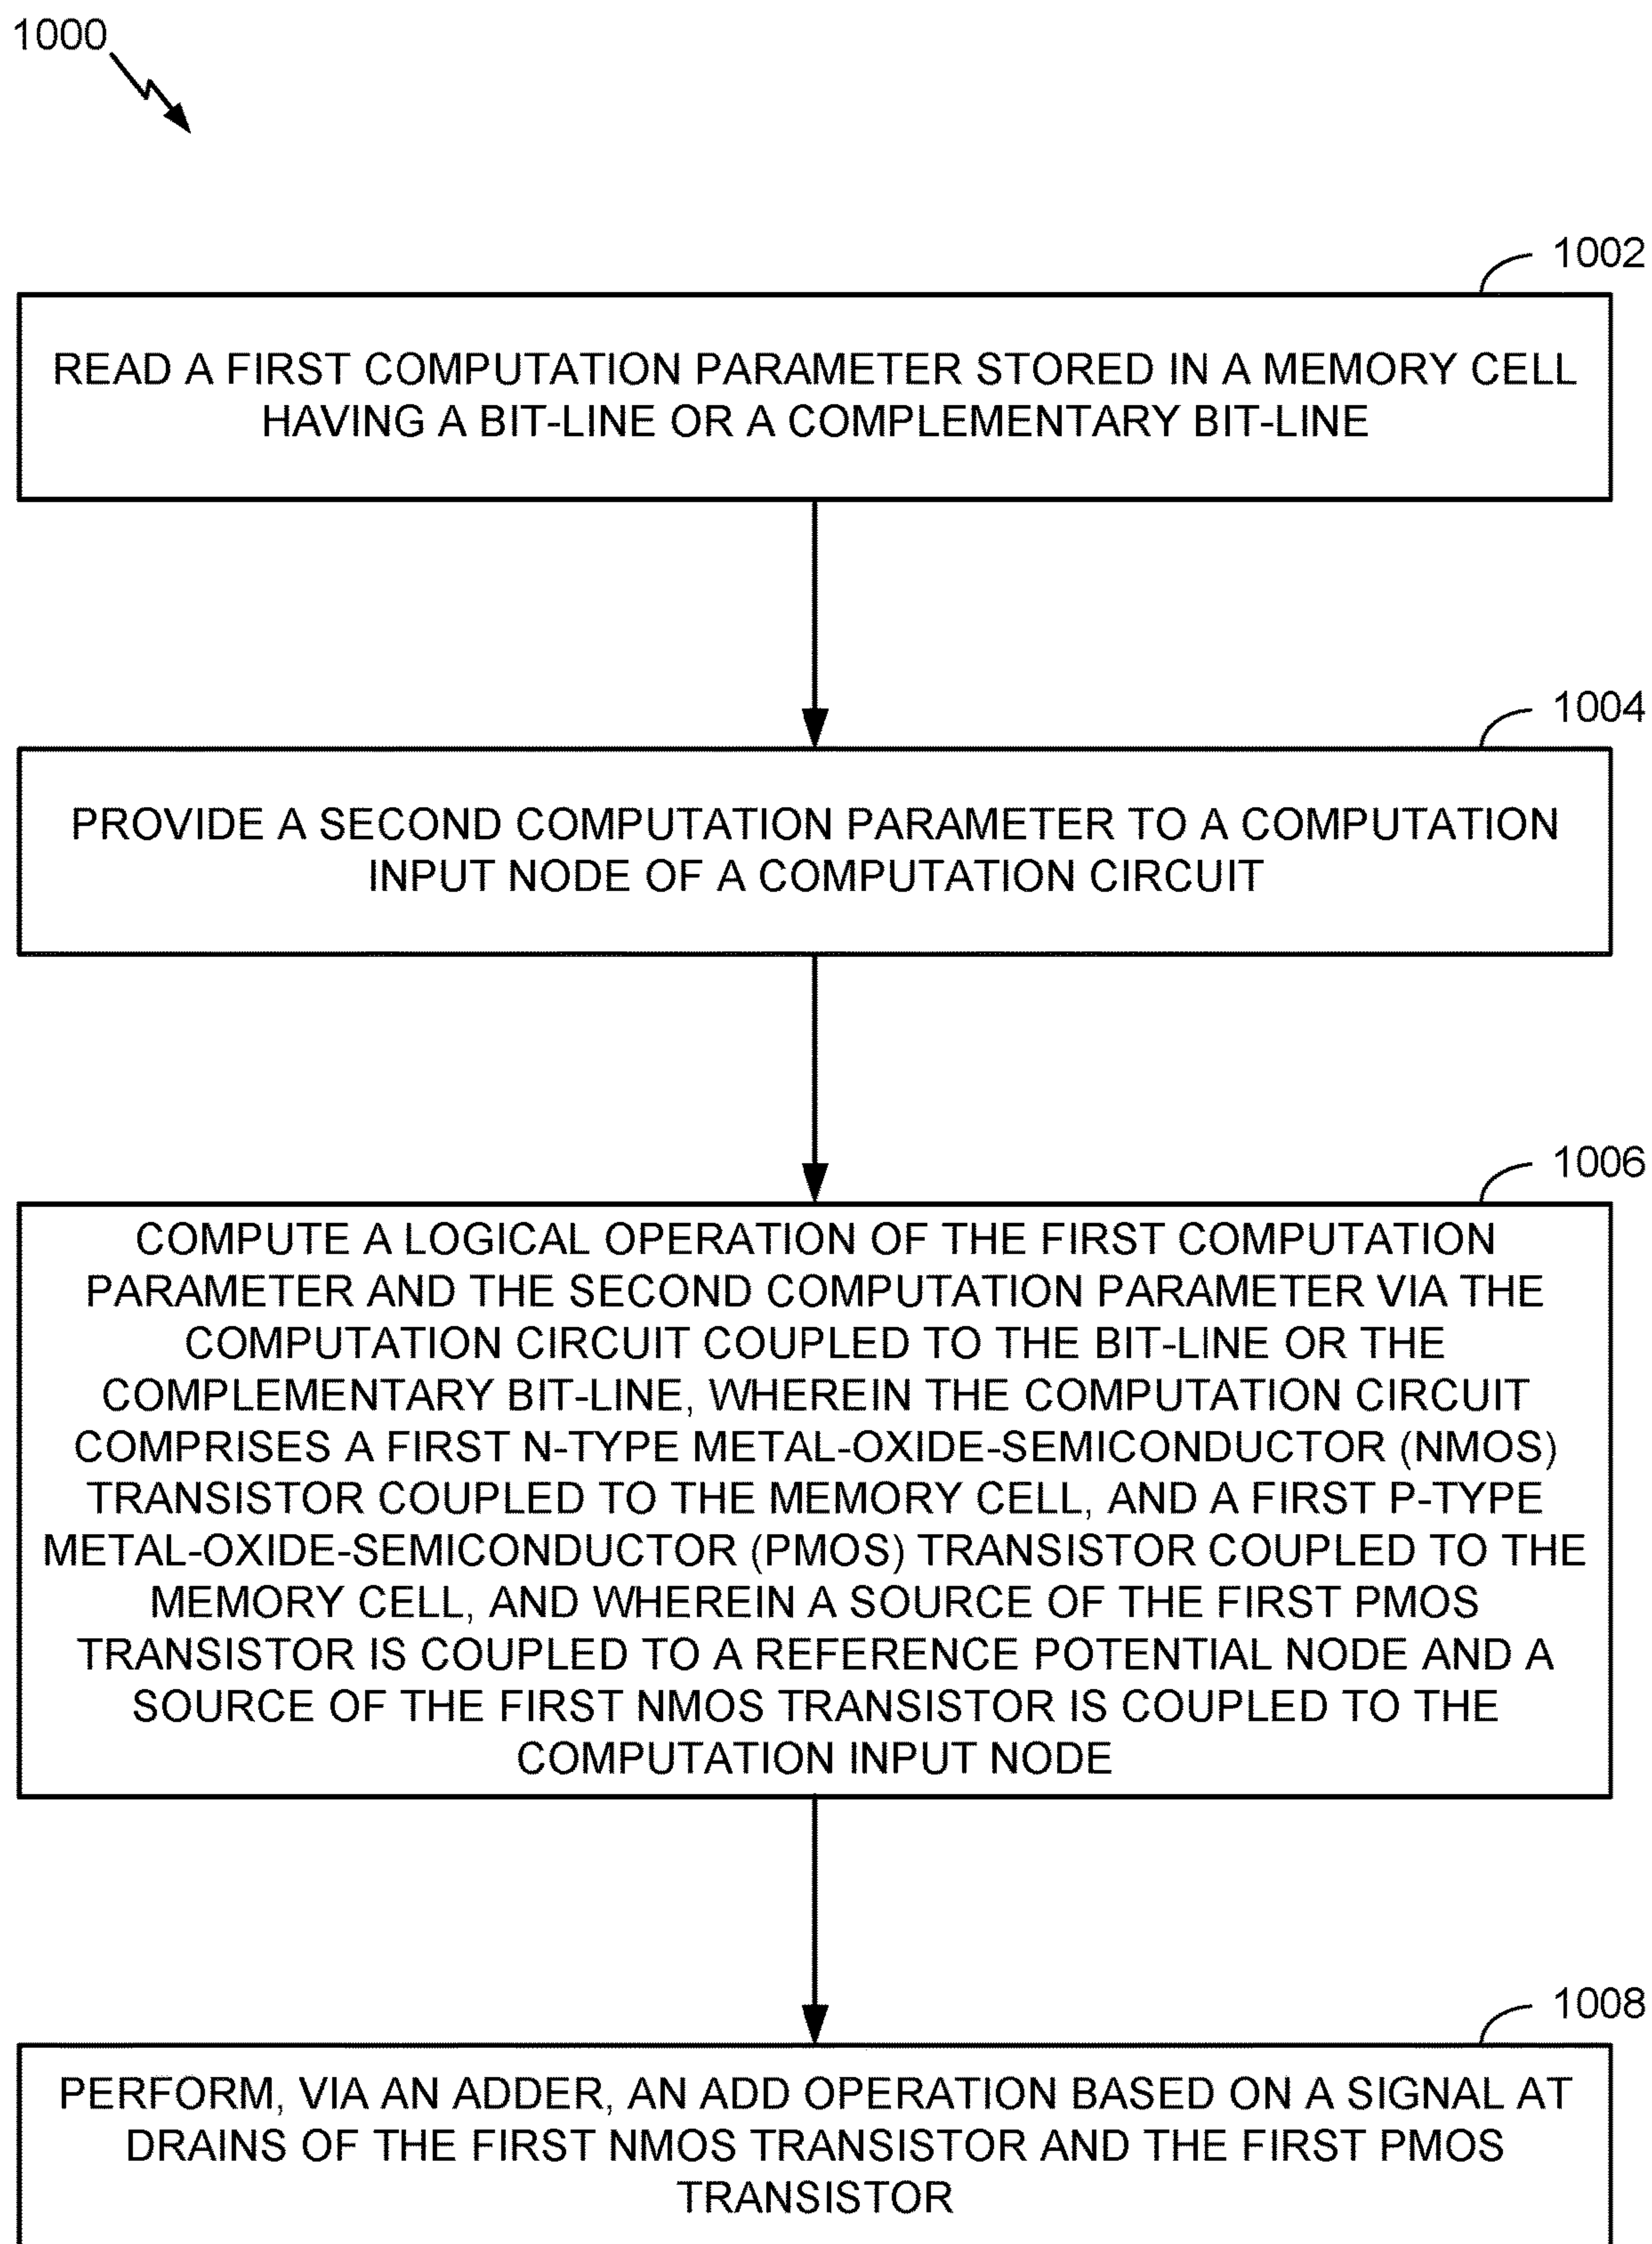 1000
1002
READ A FIRST COMPUTATION PARAMETER STORED IN A MEMORY CELL
HAVING A BIT-LINE OR A COMPLEMENTARY BIT-LINE
1004
PROVIDE A SECOND COMPUTATION PARAMETER TO A COMPUTATION
INPUT NODE OF A COMPUTATION CIRCUIT
1006
COMPUTE A LOGICAL OPERATION OF THE FIRST COMPUTATION
PARAMETER AND THE SECOND COMPUTATION PARAMETER VIA THE
COMPUTATION CIRCUIT COUPLED TO THE BIT-LINE OR THE
COMPLEMENTARY BIT-LINE, WHEREIN THE COMPUTATION CIRCUIT
COMPRISES A FIRST N-TYPE METAL-OXIDE-SEMICONDUCTOR (NMOS)
TRANSISTOR COUPLED TO THE MEMORY CELL, AND A FIRST P-TYPE
METAL-OXIDE-SEMICONDUCTOR (PMOS) TRANSISTOR COUPLED TO THE
MEMORY CELL, AND WHEREIN A SOURCE OF THE FIRST PMOS
TRANSISTOR IS COUPLED TO A REFERENCE POTENTIAL NODE AND A
SOURCE OF THE FIRST NMOS TRANSISTOR IS COUPLED TO THE
COMPUTATION INPUT NODE
1008
PERFORM, VIA AN ADDER, AN ADD OPERATION BASED ON A SIGNAL AT
DRAINS OF THE FIRST NMOS TRANSISTOR AND THE FIRST PMOS
TRANSISTOR